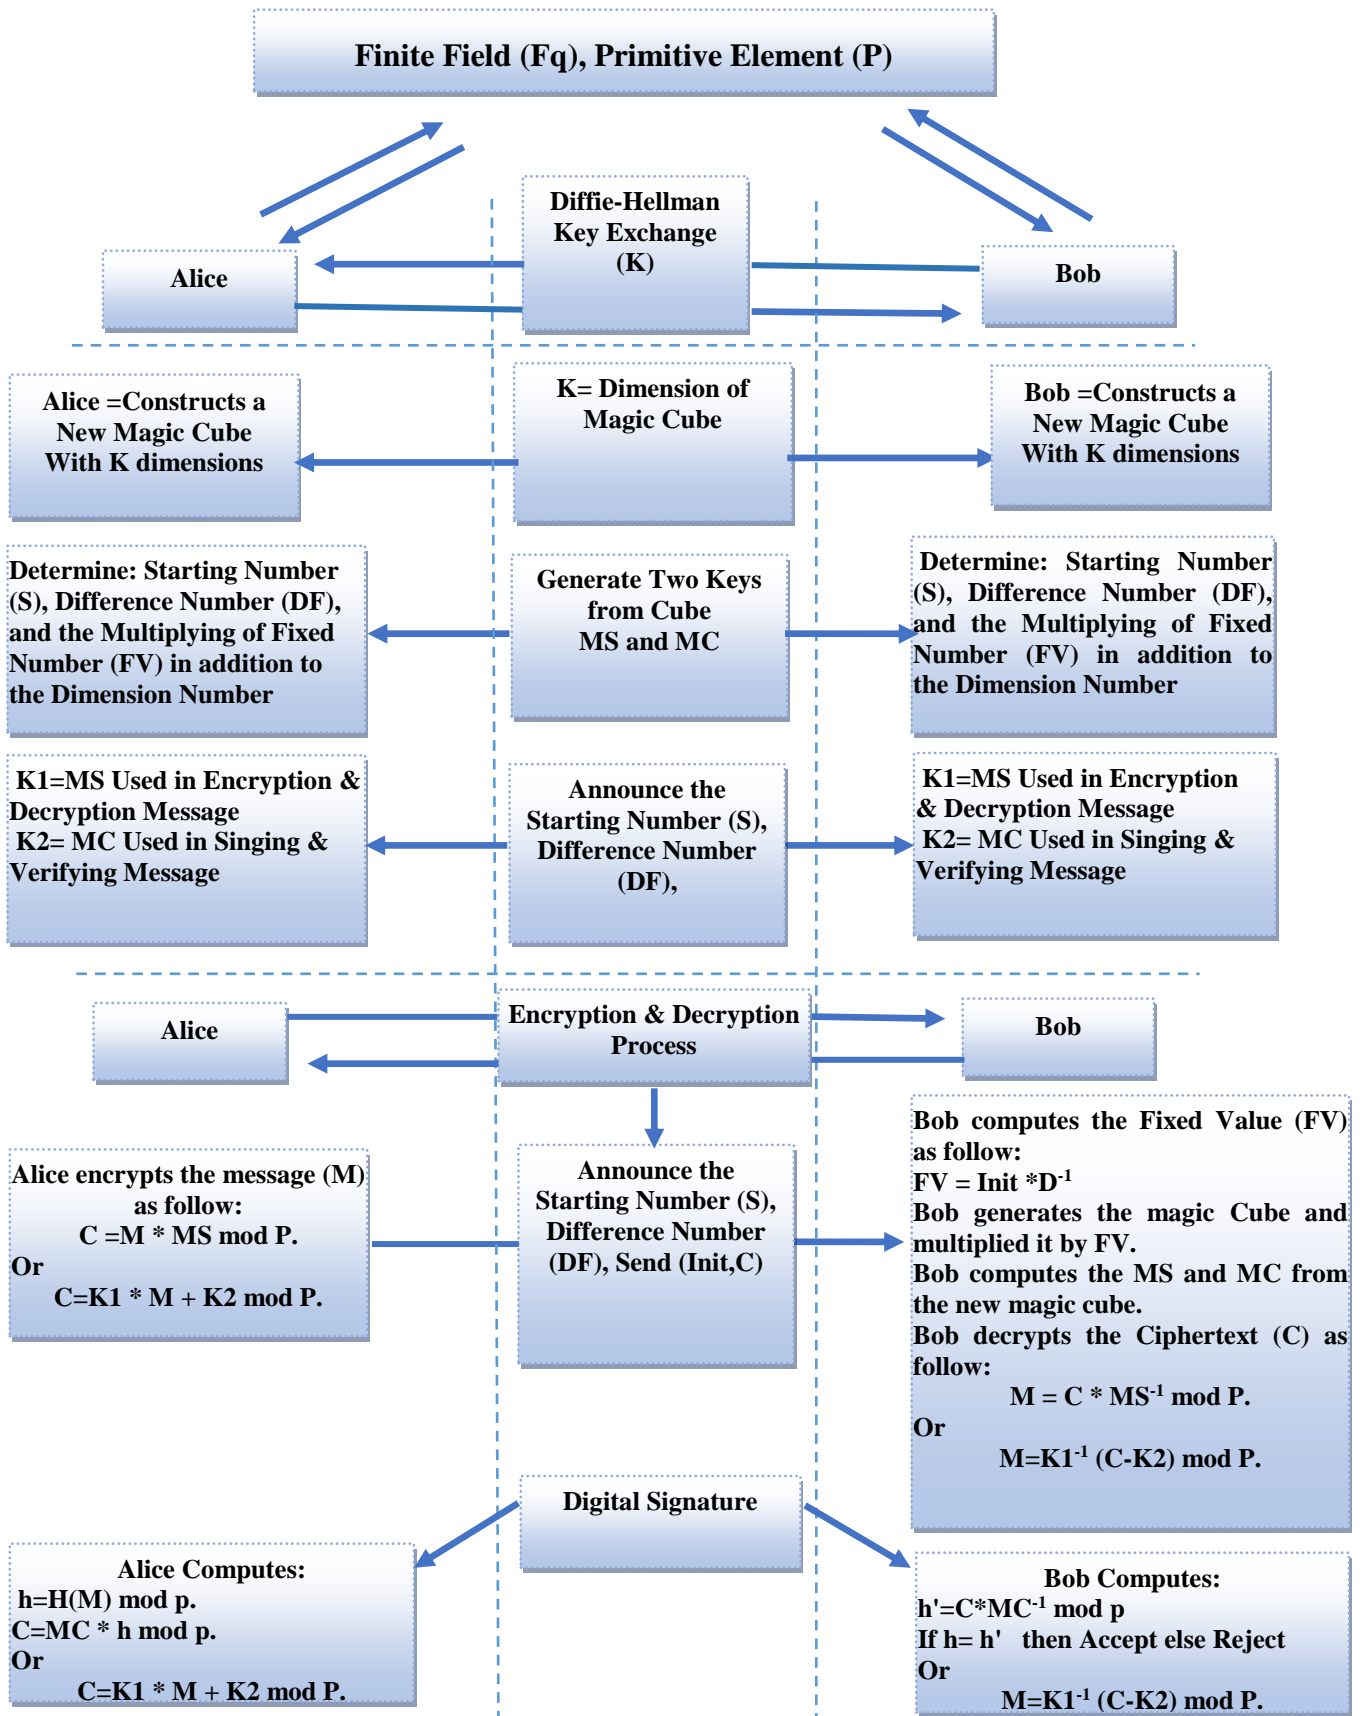 Finite Field (Fq), Primitive Element (P)
Diffie-Hellman
Key Exchange
(K)
Alice
Bob
Alice =Constructs a
New Magic Cube
With K dimensions
K= Dimension of
Magic Cube
Bob =Constructs a
New Magic Cube
With K dimensions
Determine: Starting Number
(S), Difference Number (DF),
and the Multiplying of Fixed
Number (FV) in addition to
the Dimension Number
Generate Two Keys
from Cube
MS and MC
Determine: Starting Number
(S), Difference Number (DF),
and the Multiplying of Fixed
Number (FV) in addition to
the Dimension Number
K1=MS Used in Encryption &
Decryption Message
K2= MC Used in Singing &
Verifying Message
Announce the
Starting Number (S),
Difference Number
(DF),
K1=MS Used in Encryption
& Decryption Message
K2= MC Used in Singing &
Verifying Message
Alice
Encryption & Decryption
Process
Bob
Alice encrypts the message (M)
as follow:
C =M * MS mod P.
Or
C=K1 * M + K2 mod P.
Announce the
Starting Number (S),
Difference Number
(DF), Send (Init,C)
Bob computes the Fixed Value (FV)
as follow:
FV = Init *D⁻¹
Bob generates the magic Cube and
multiplied it by FV.
Bob computes the MS and MC from
the new magic cube.
Bob decrypts the Ciphertext (C) as
follow:
M = C * MS⁻¹ mod P.
Or
M=K1⁻¹ (C-K2) mod P.
Digital Signature
Alice Computes:
h=H(M) mod p.
C=MC * h mod p.
Or
C=K1 * M + K2 mod P.
Bob Computes:
h'=C*MC⁻¹ mod p
If h= h' then Accept else Reject
Or
M=K1⁻¹ (C-K2) mod P.